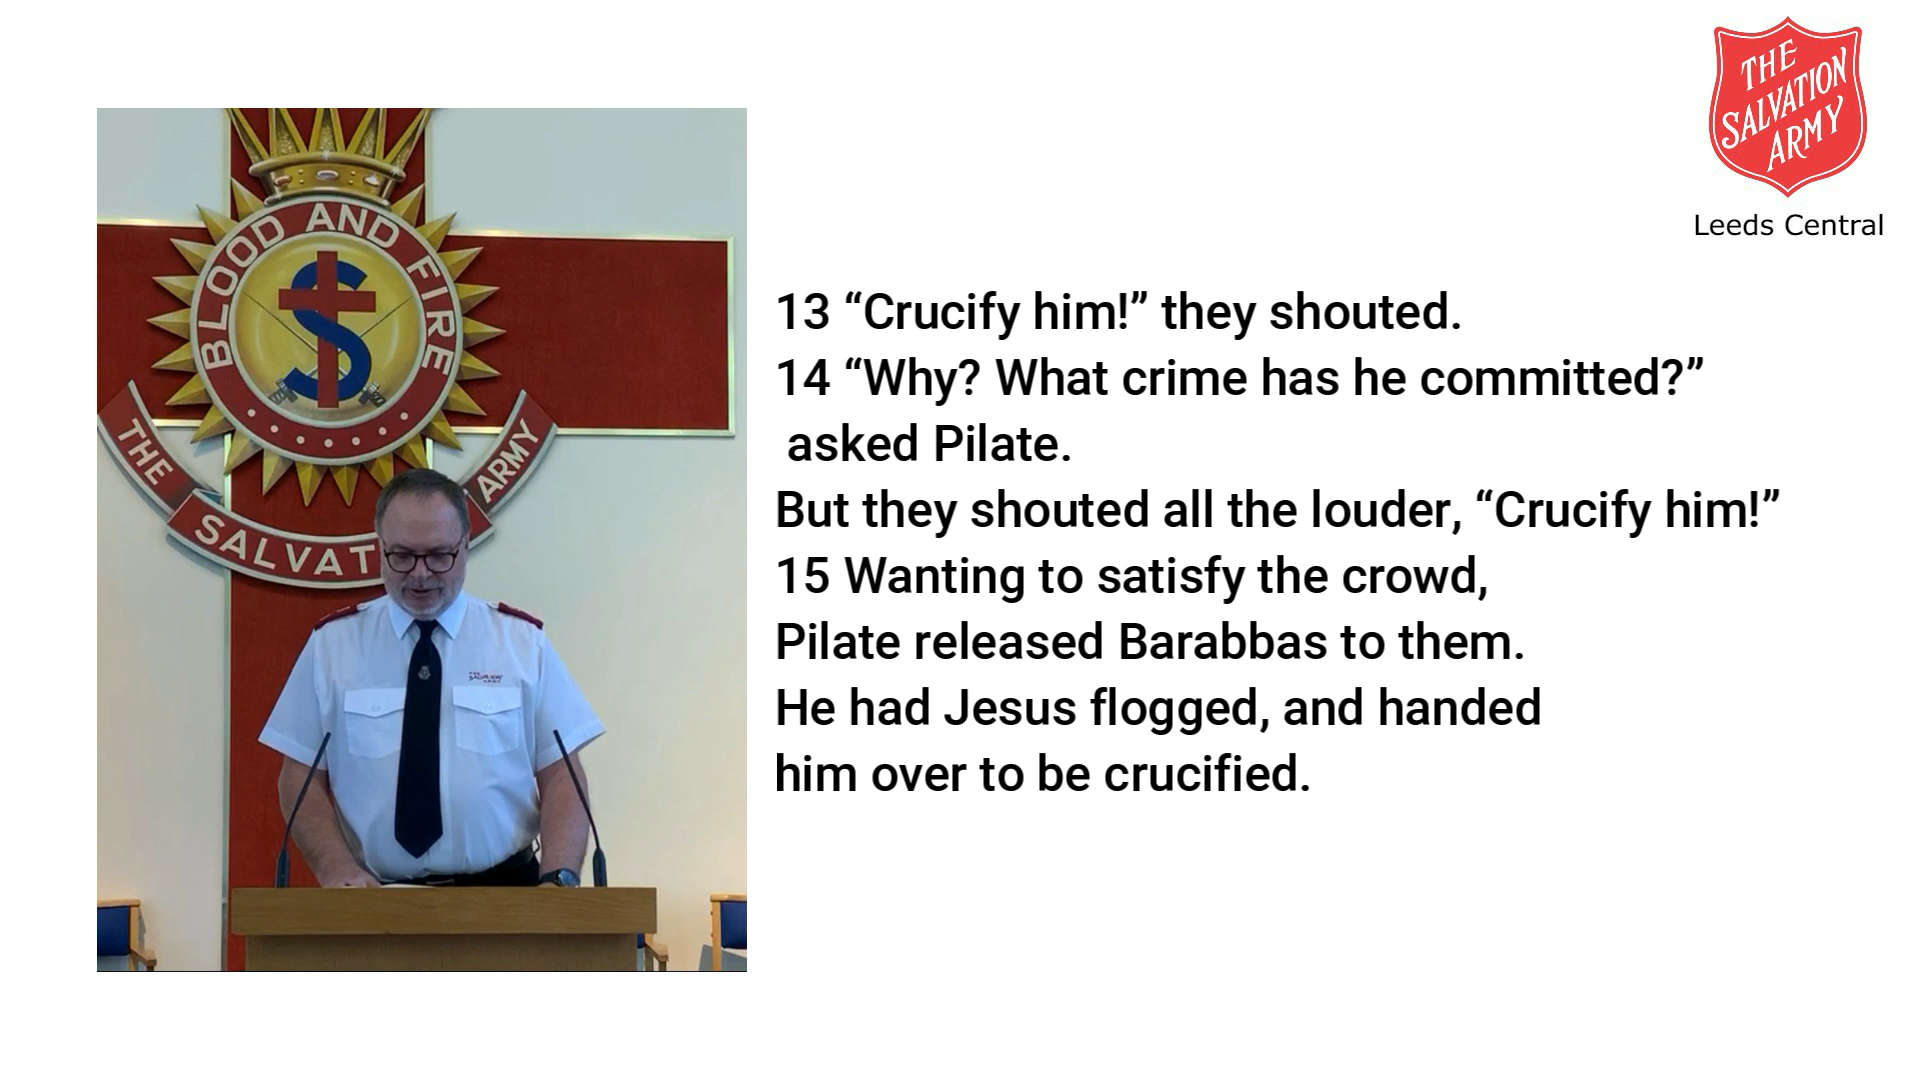 THE
SALVATION
ARMY
Leeds Central
BLOOD AND FIRE
THE SALVAT ARMY
S
13 “Crucify him!” they shouted.
14 “Why? What crime has he committed?”
asked Pilate.
But they shouted all the louder, “Crucify him!”
15 Wanting to satisfy the crowd,
Pilate released Barabbas to them.
He had Jesus flogged, and handed
him over to be crucified.